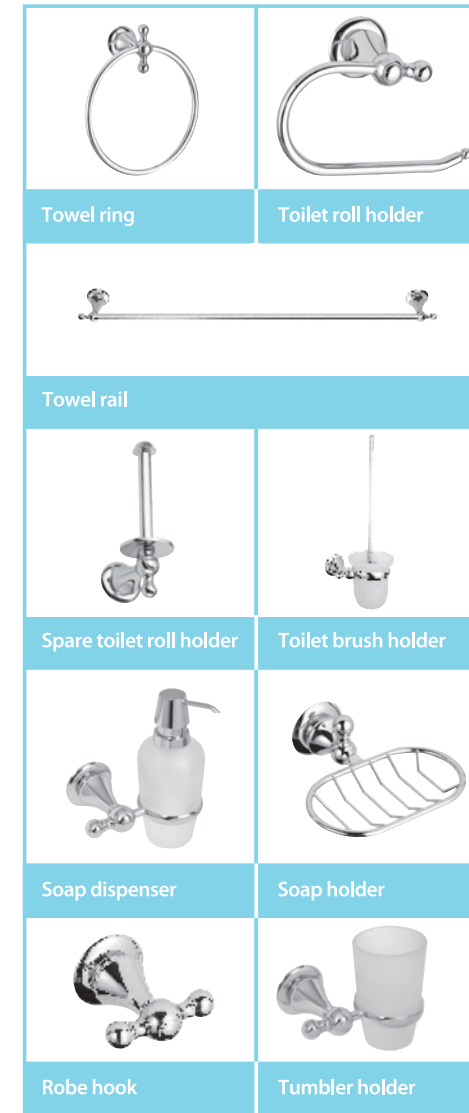 Towel ring
Toilet roll holder
Towel rail
Spare toilet roll holder
Toilet brush holder
Soap dispenser
Soap holder
Robe hook
Tumbler holder